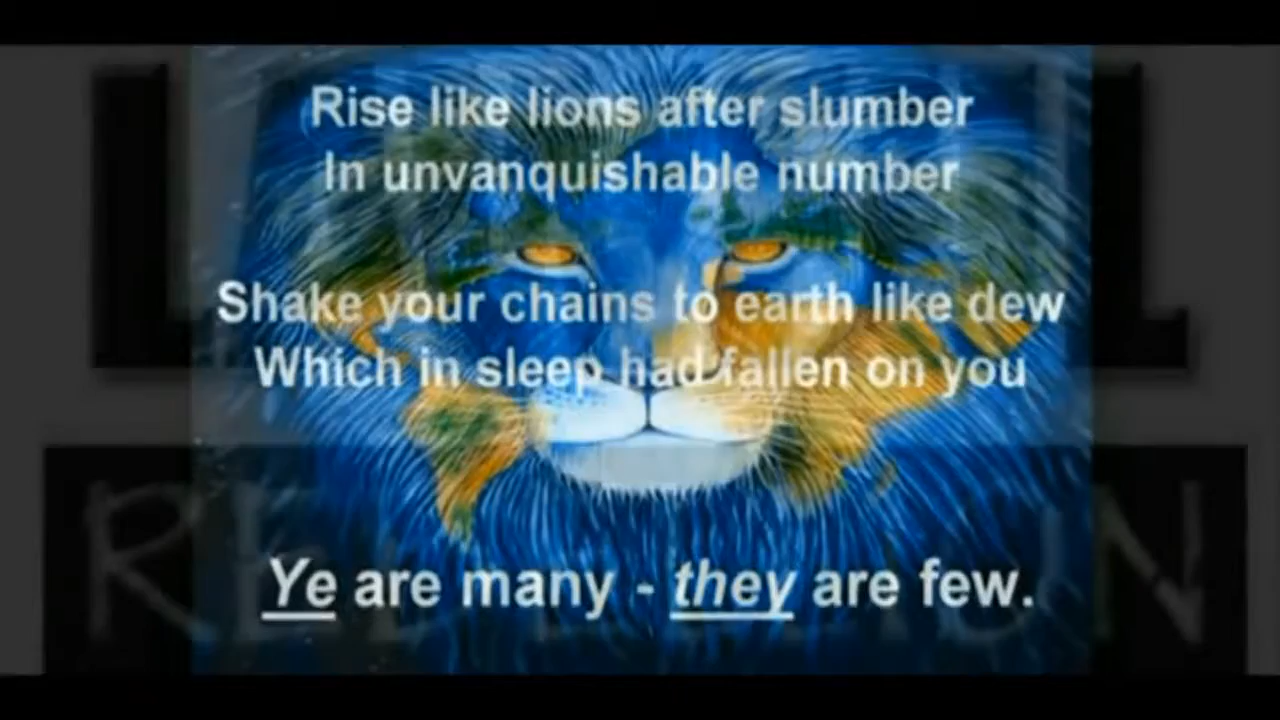 Rise like lions after slumber
In unvanquishable number
Shake your chains to earth like dew
Which in sleep had fallen on you
Ye are many - they are few.